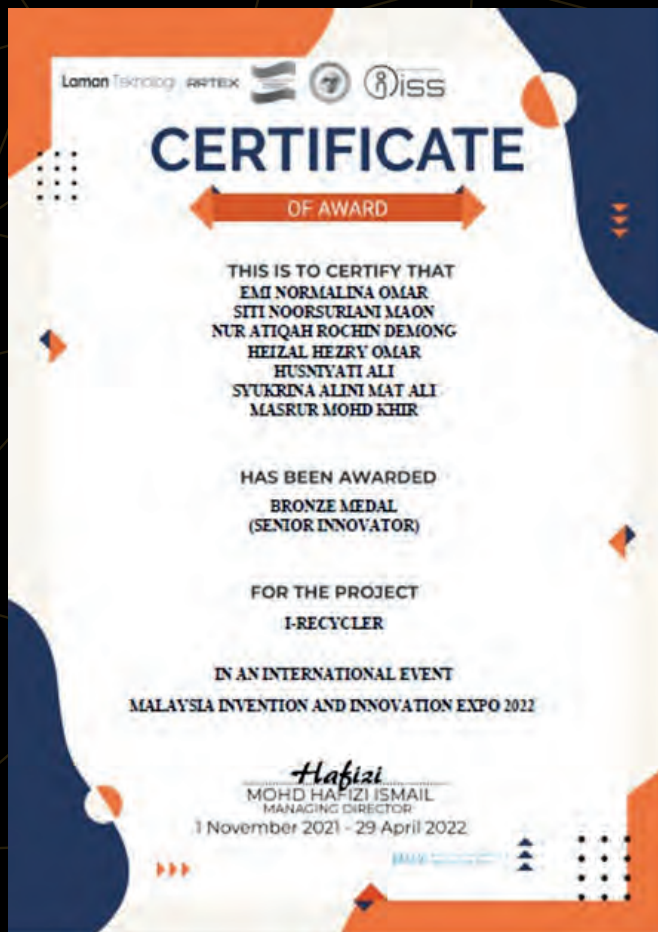 Laman Teknologi ARTEX iiss
CERTIFICATE
OF AWARD
THIS IS TO CERTIFY THAT
EMI NORMALINA OMAR
SITI NOORSURIANI MAON
NUR ATIQAH ROCHIN DEMONG
HEIZAL HEZRY OMAR
HUSNIYATI ALI
SYUKRINA ALINI MAT ALI
MASRUR MOHD KHIR
HAS BEEN AWARDED
BRONZE MEDAL
(SENIOR INNOVATOR)
FOR THE PROJECT
I-RECYCLER
IN AN INTERNATIONAL EVENT
MALAYSIA INVENTION AND INNOVATION EXPO 2022
Hafizi
MOHD HAFIZI ISMAIL
MANAGING DIRECTOR
1 November 2021 - 29 April 2022